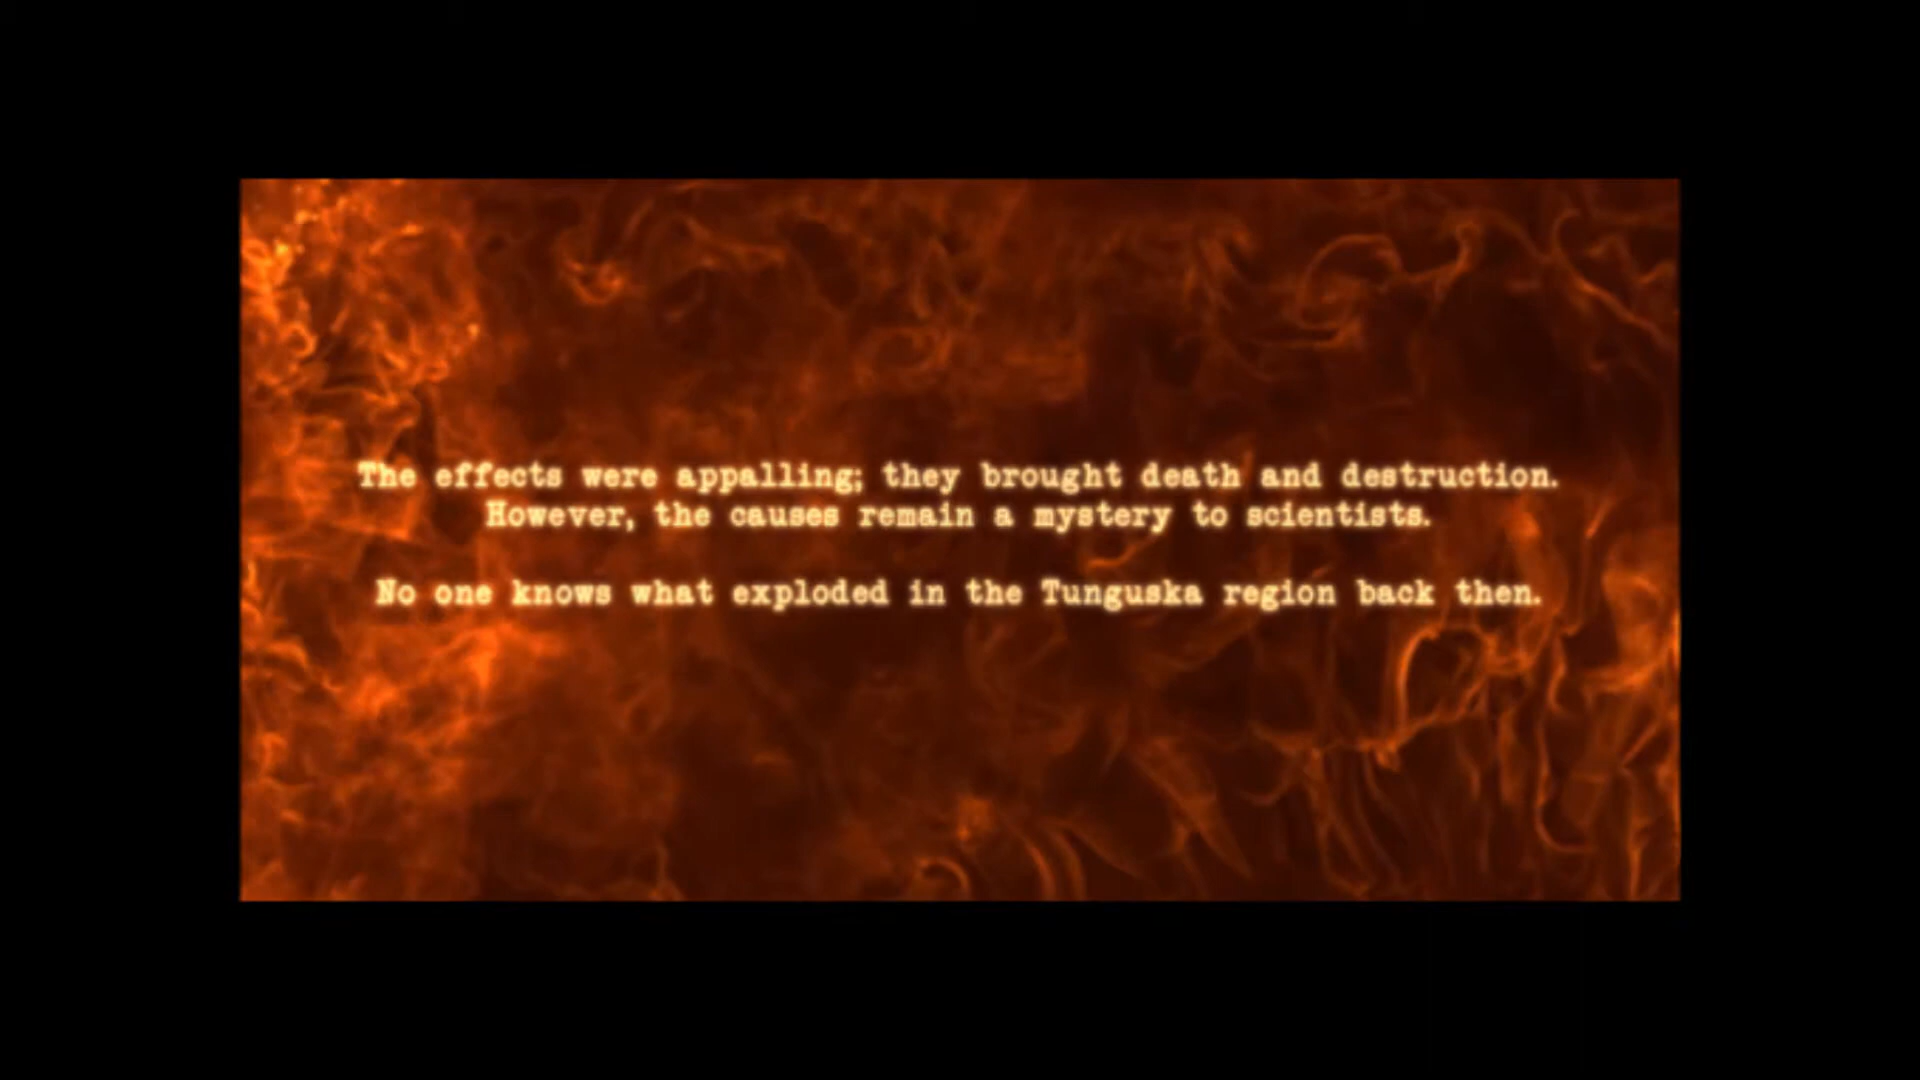 The effects were appalling; they brought death and destruction.
However, the causes remain a mystery to scientists.
No one knows what exploded in the Tunguska region back then.